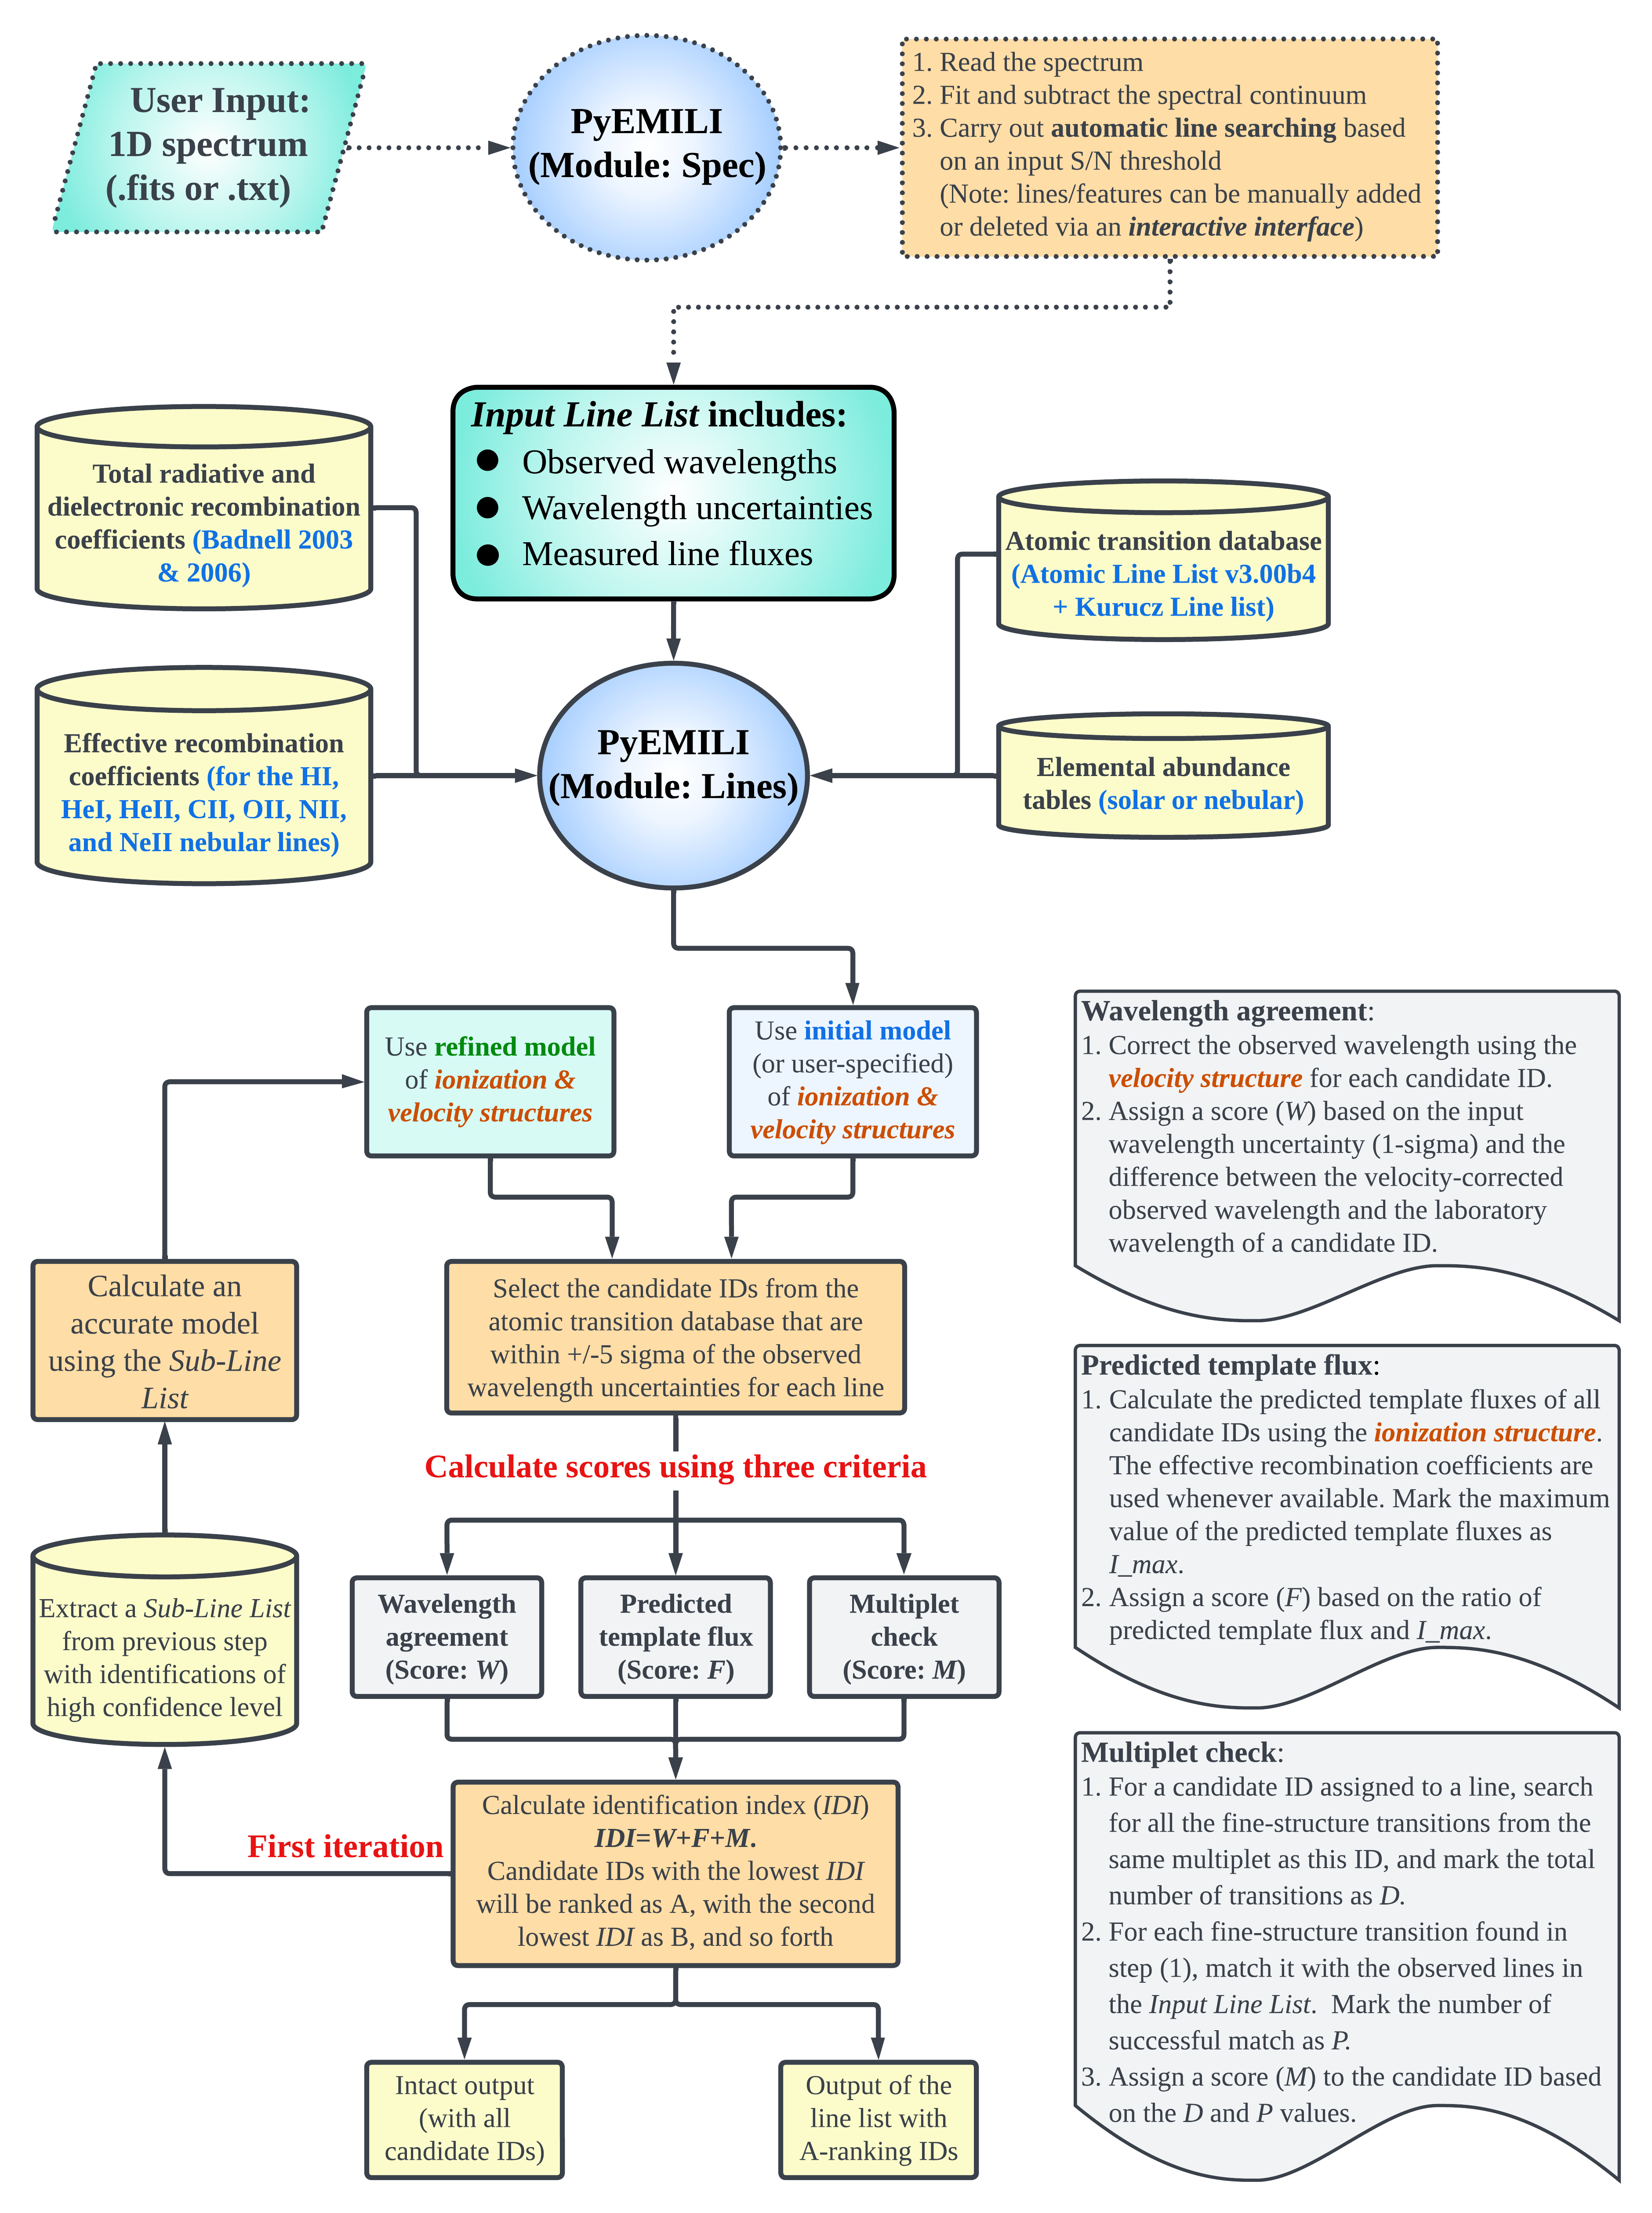 User Input:
1D spectrum
(.fits or .txt)
PyEMILI
(Module: Spec)
1. Read the spectrum
2. Fit and subtract the spectral continuum
3. Carry out automatic line searching based
on an input S/N threshold
(Note: lines/features can be manually added
or deleted via an interactive interface)
Input Line List includes:
● Observed wavelengths
● Wavelength uncertainties
● Measured line fluxes
Total radiative and
dielectronic recombination
coefficients (Badnell 2003
& 2006)
Atomic transition database
(Atomic Line List v3.00b4
+ Kurucz Line list)
Effective recombination
coefficients (for the HI,
HeI, HeII, CII, OII, NII,
and NeII nebular lines)
PyEMILI
(Module: Lines)
Elemental abundance
tables (solar or nebular)
Use refined model
of ionization &
velocity structures
Use initial model
(or user-specified)
of ionization &
velocity structures
Wavelength agreement:
1. Correct the observed wavelength using the
velocity structure for each candidate ID.
2. Assign a score (W) based on the input
wavelength uncertainty (1-sigma) and the
difference between the velocity-corrected
observed wavelength and the laboratory
wavelength of a candidate ID.
Calculate an
accurate model
using the Sub-Line
List
Select the candidate IDs from the
atomic transition database that are
within +/-5 sigma of the observed
wavelength uncertainties for each line
Predicted template flux:
1. Calculate the predicted template fluxes of all
candidate IDs using the ionization structure.
The effective recombination coefficients are
used whenever available. Mark the maximum
value of the predicted template fluxes as
I_max.
2. Assign a score (F) based on the ratio of
predicted template flux and I_max.
Calculate scores using three criteria
Extract a Sub-Line List
from previous step
with identifications of
high confidence level
Wavelength
agreement
(Score: W)
Predicted
template flux
(Score: F)
Multiplet
check
(Score: M)
Multiplet check:
1. For a candidate ID assigned to a line, search
for all the fine-structure transitions from the
same multiplet as this ID, and mark the total
number of transitions as D.
2. For each fine-structure transition found in
step (1), match it with the observed lines in
the Input Line List. Mark the number of
successful match as P.
3. Assign a score (M) to the candidate ID based
on the D and P values.
First iteration
Calculate identification index (IDI)
IDI=W+F+M.
Candidate IDs with the lowest IDI
will be ranked as A, with the second
lowest IDI as B, and so forth
Intact output
(with all
candidate IDs)
Output of the
line list with
A-ranking IDs